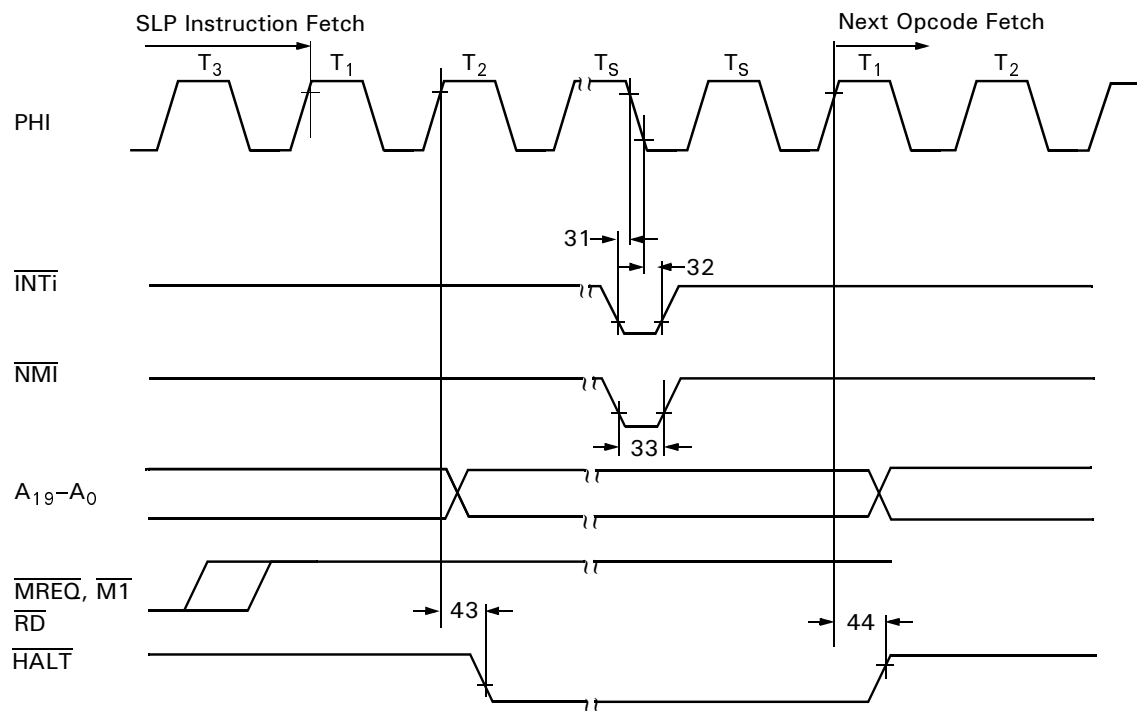 SLP Instruction Fetch
Next Opcode Fetch
T3 T1 T2 TS TS T1 T2
PHI
31
32
INTi
NMI
33
A19–A0
MREQ, M1
RD
43
44
HALT